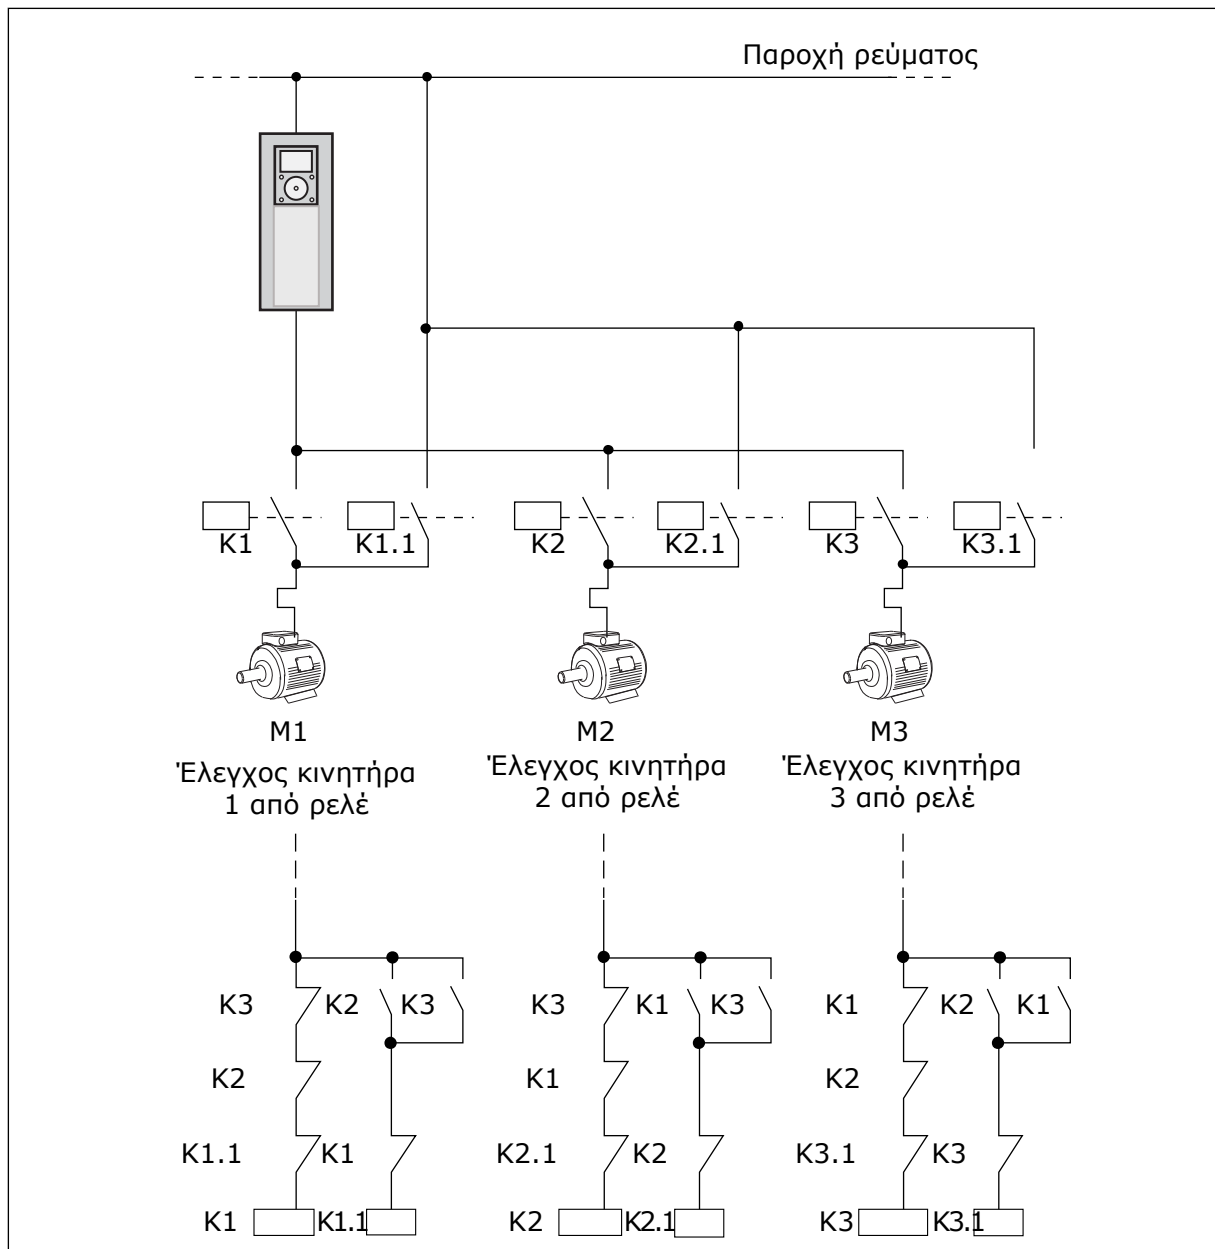 Παροχή ρεύματος
K1
K1.1
K2
K2.1
K3
K3.1
M1
M2
M3
Έλεγχος κινητήρα
1 από ρελέ
Έλεγχος κινητήρα
2 από ρελέ
Έλεγχος κινητήρα
3 από ρελέ
K3
K2
K3
K3
K1
K3
K1
K2
K1
K2
K1
K2
K1.1
K1
K2.1
K2
K3.1
K3
K1
K1.1
K2
K2.1
K3
K3.1